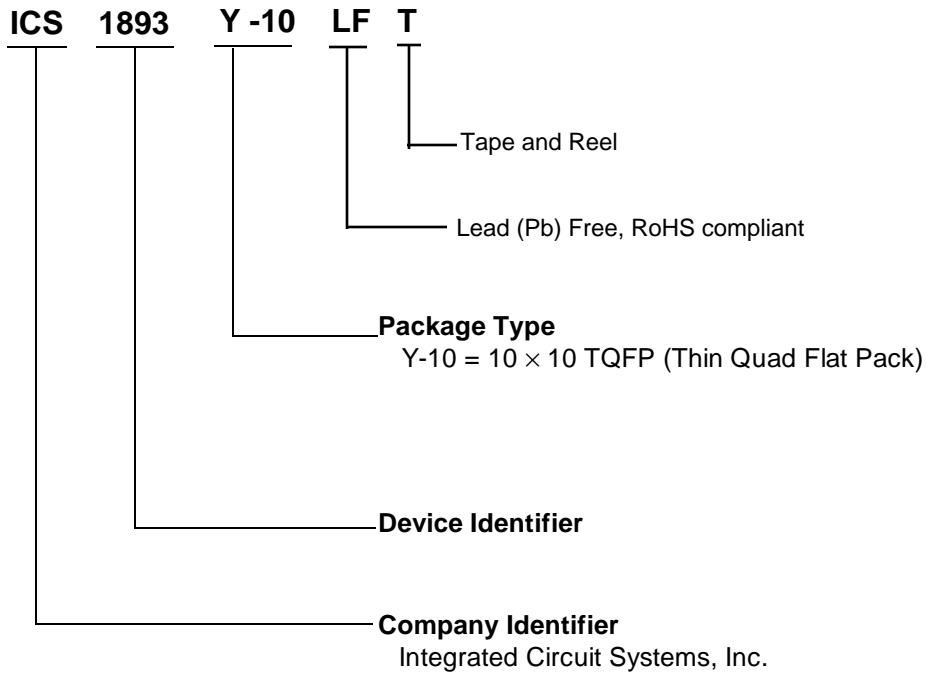 ICS 1893 Y -10 LF T
Tape and Reel
Lead (Pb) Free, RoHS compliant
Package Type
Y-10 = 10 × 10 TQFP (Thin Quad Flat Pack)
Device Identifier
Company Identifier
Integrated Circuit Systems, Inc.